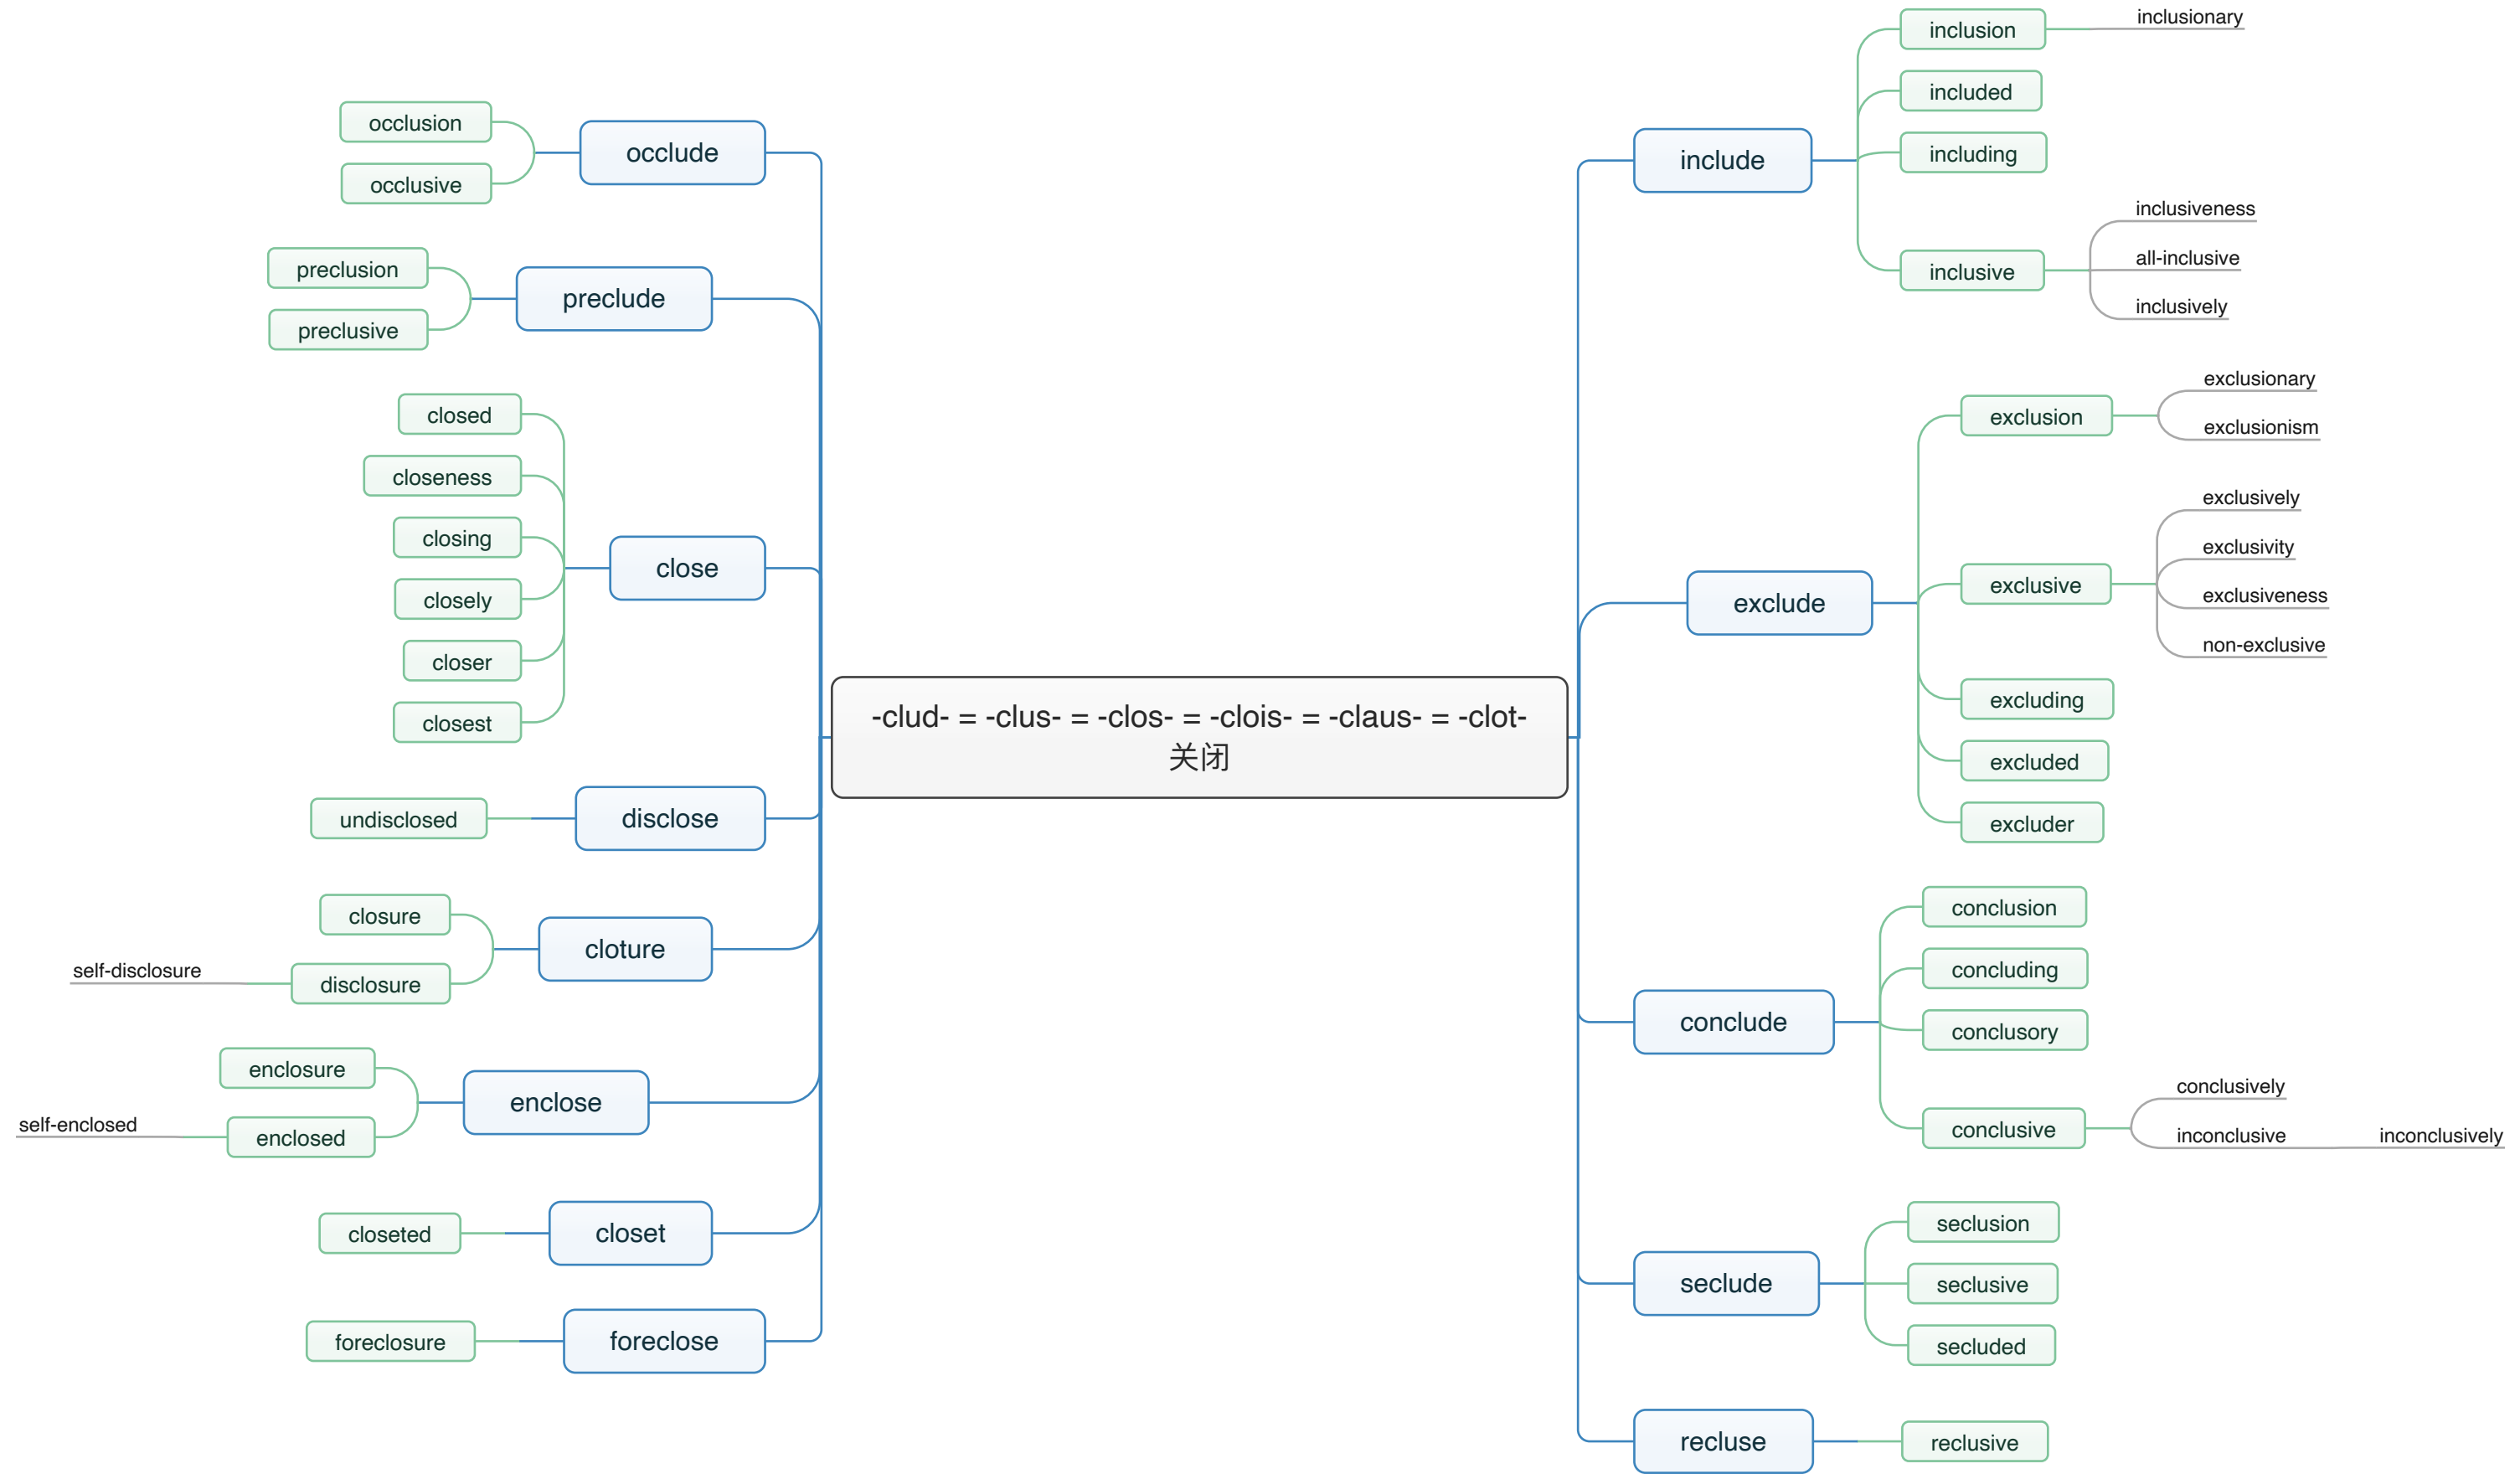 -clud- = -clus- = -clos- = -clois- = -claus- = -clot-
关闭
include
inclusion
inclusionary
included
including
inclusive
inclusiveness
all-inclusive
inclusively
exclude
exclusion
exclusionary
exclusionism
exclusive
exclusively
exclusivity
exclusiveness
non-exclusive
excluding
excluded
excluder
conclude
conclusion
concluding
conclusory
conclusive
conclusively
inconclusive
inconclusively
seclude
seclusion
seclusive
secluded
recluse
reclusive
occlude
occlusion
occlusive
preclude
preclusion
preclusive
close
closed
closeness
closing
closely
closer
closest
disclose
undisclosed
cloture
closure
disclosure
self-disclosure
enclose
enclosure
enclosed
self-enclosed
closet
closeted
foreclose
foreclosure